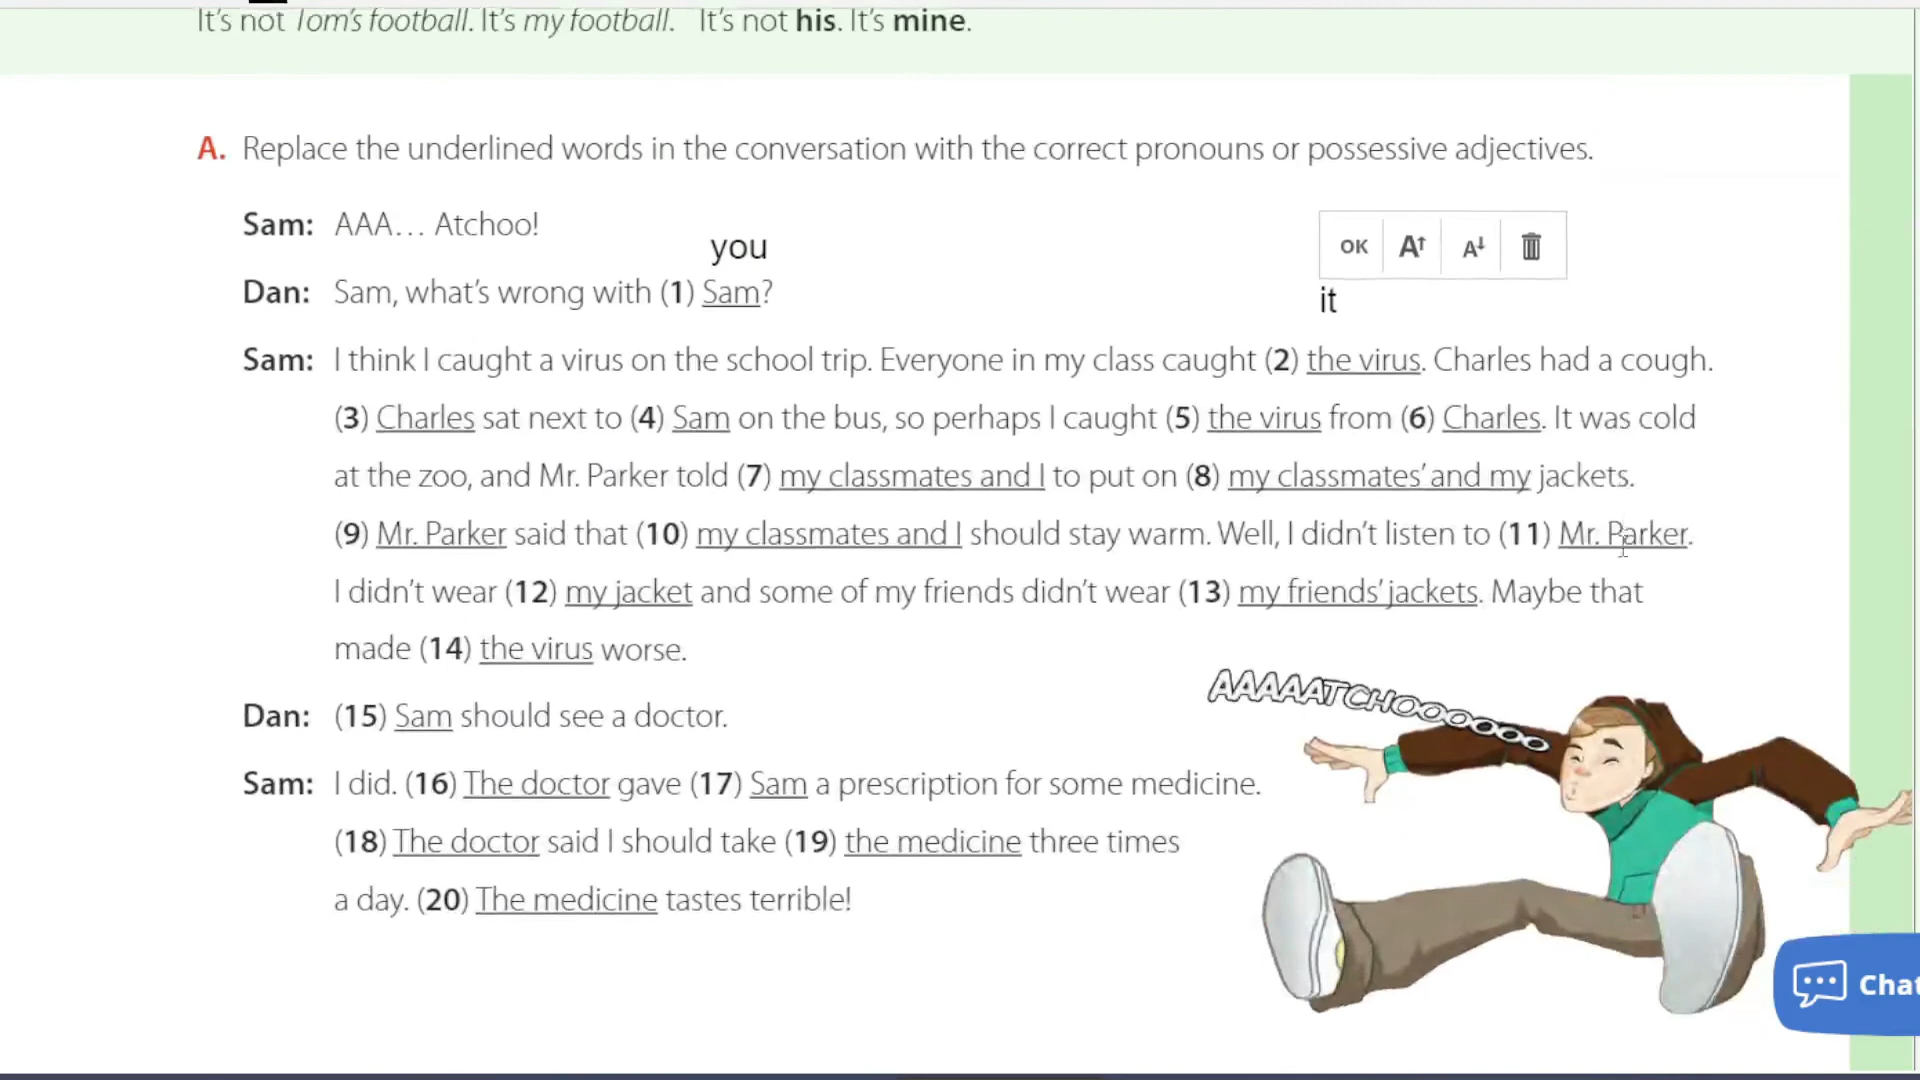 It's not Tom's football. It's my football. It's not his. It's mine.
A. Replace the underlined words in the conversation with the correct pronouns or possessive adjectives.
Sam: AAA... Atchoo!
you
OK A↑ A↓
Dan: Sam, what's wrong with (1) Sam?
it
Sam: I think I caught a virus on the school trip. Everyone in my class caught (2) the virus. Charles had a cough.
(3) Charles sat next to (4) Sam on the bus, so perhaps I caught (5) the virus from (6) Charles. It was cold
at the zoo, and Mr. Parker told (7) my classmates and I to put on (8) my classmates' and my jackets.
(9) Mr. Parker said that (10) my classmates and I should stay warm. Well, I didn't listen to (11) Mr. Parker.
I didn't wear (12) my jacket and some of my friends didn't wear (13) my friends' jackets. Maybe that
made (14) the virus worse.
AAAAATCHOOOOOO
Dan: (15) Sam should see a doctor.
Sam: I did. (16) The doctor gave (17) Sam a prescription for some medicine.
(18) The doctor said I should take (19) the medicine three times
a day. (20) The medicine tastes terrible!